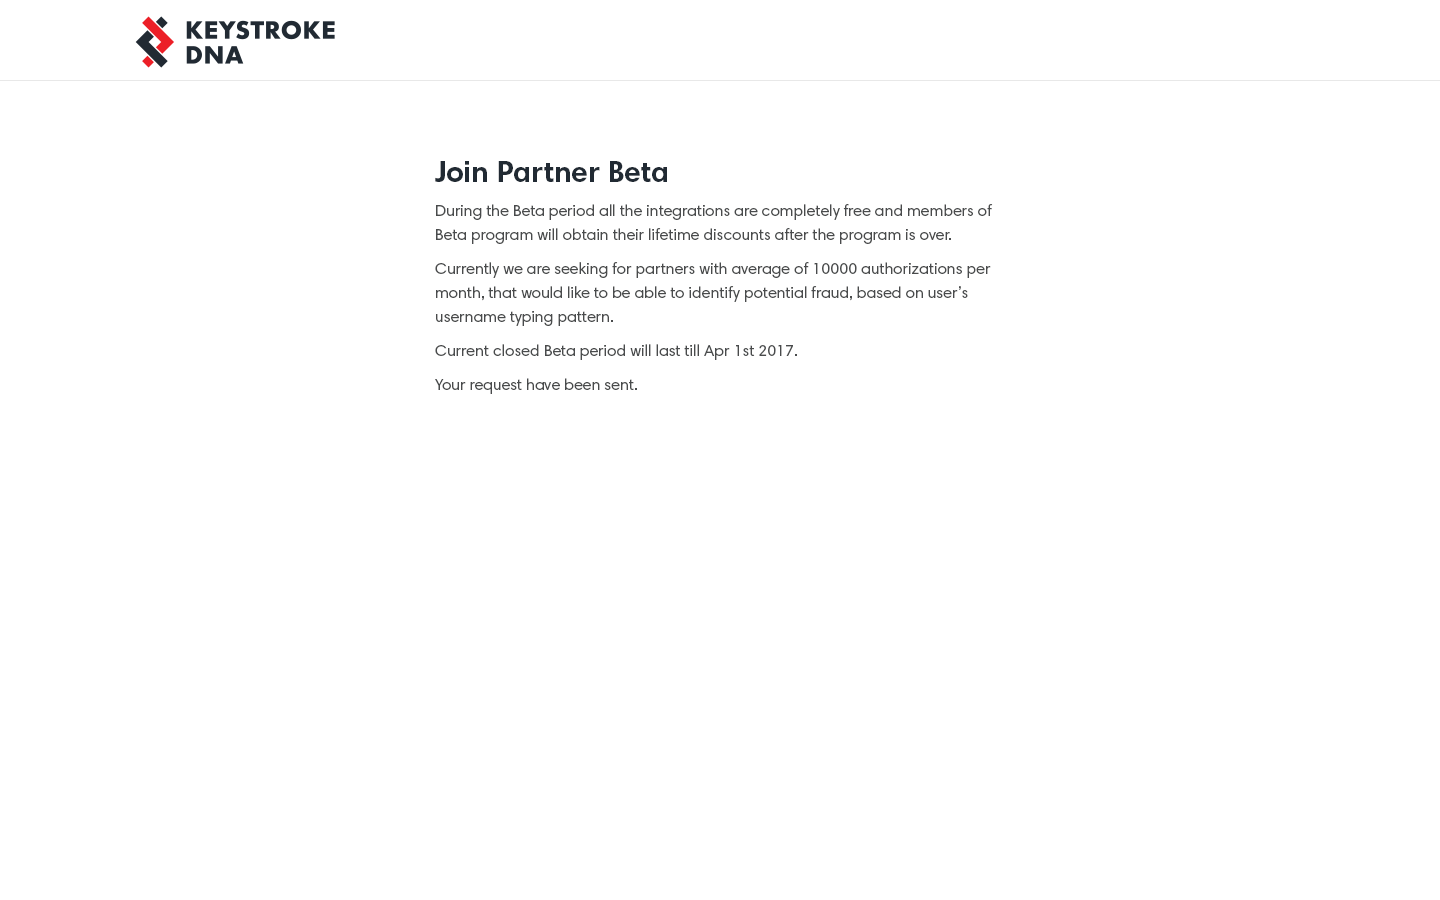 KEYSTROKE
DNA
Join Partner Beta
During the Beta period all the integrations are completely free and members of
Beta program will obtain their lifetime discounts after the program is over.
Currently we are seeking for partners with average of 10000 authorizations per
month, that would like to be able to identify potential fraud, based on user’s
username typing pattern.
Current closed Beta period will last till Apr 1st 2017.
Your request have been sent.